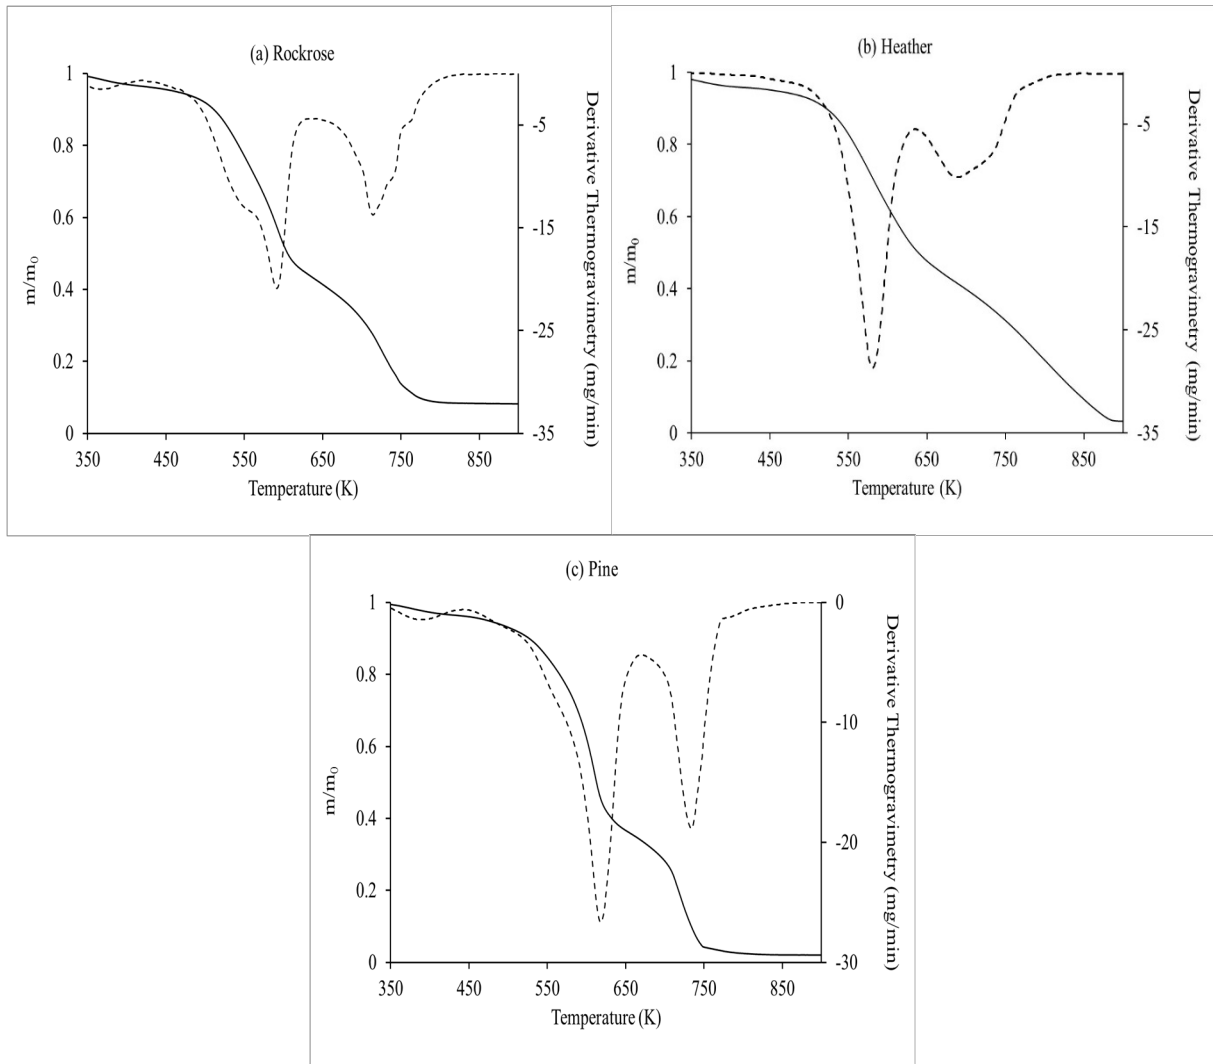 (a) Rockrose
1
0.8
0.6
0.4
0.2
0
m/m0
350 450 550 650 750 850
Temperature (K)
-5
-15
-25
-35
Derivative Thermogravimetry (mg/min)
(b) Heather
1
0.8
0.6
0.4
0.2
0
m/m0
350 450 550 650 750 850
Temperature (K)
-5
-15
-25
-35
Derivative Thermogravimetry (mg/min)
(c) Pine
1
0.8
0.6
0.4
0.2
0
m/m0
350 450 550 650 750 850
Temperature (K)
0
-10
-20
-30
Derivative Thermogravimetry (mg/min)